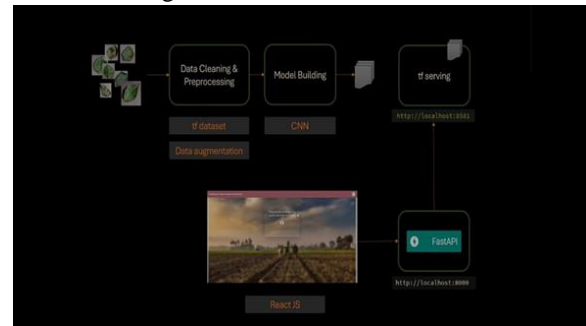 Data Cleaning &
Preprocessing
Model Building
tf serving
http://localhost:8501
tf dataset
CNN
Data augmentation
FastAPI
http://localhost:8000
React JS